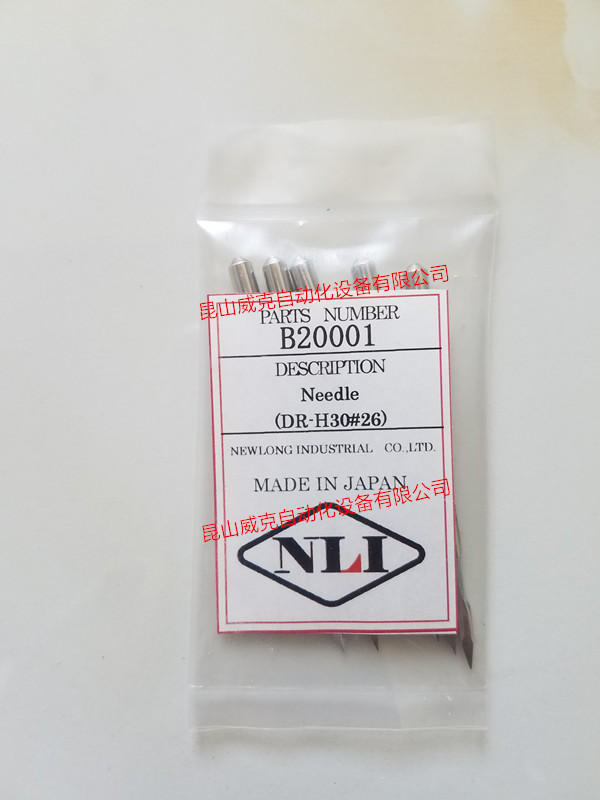 昆山威克自动化设备有限公司
PARTS NUMBER
B20001
DESCRIPTION
Needle
(DR-H30#26)
NEWLONG INDUSTRIAL CO.,LTD.
MADE IN JAPAN
昆山威克自动化设备有限公司
NLI